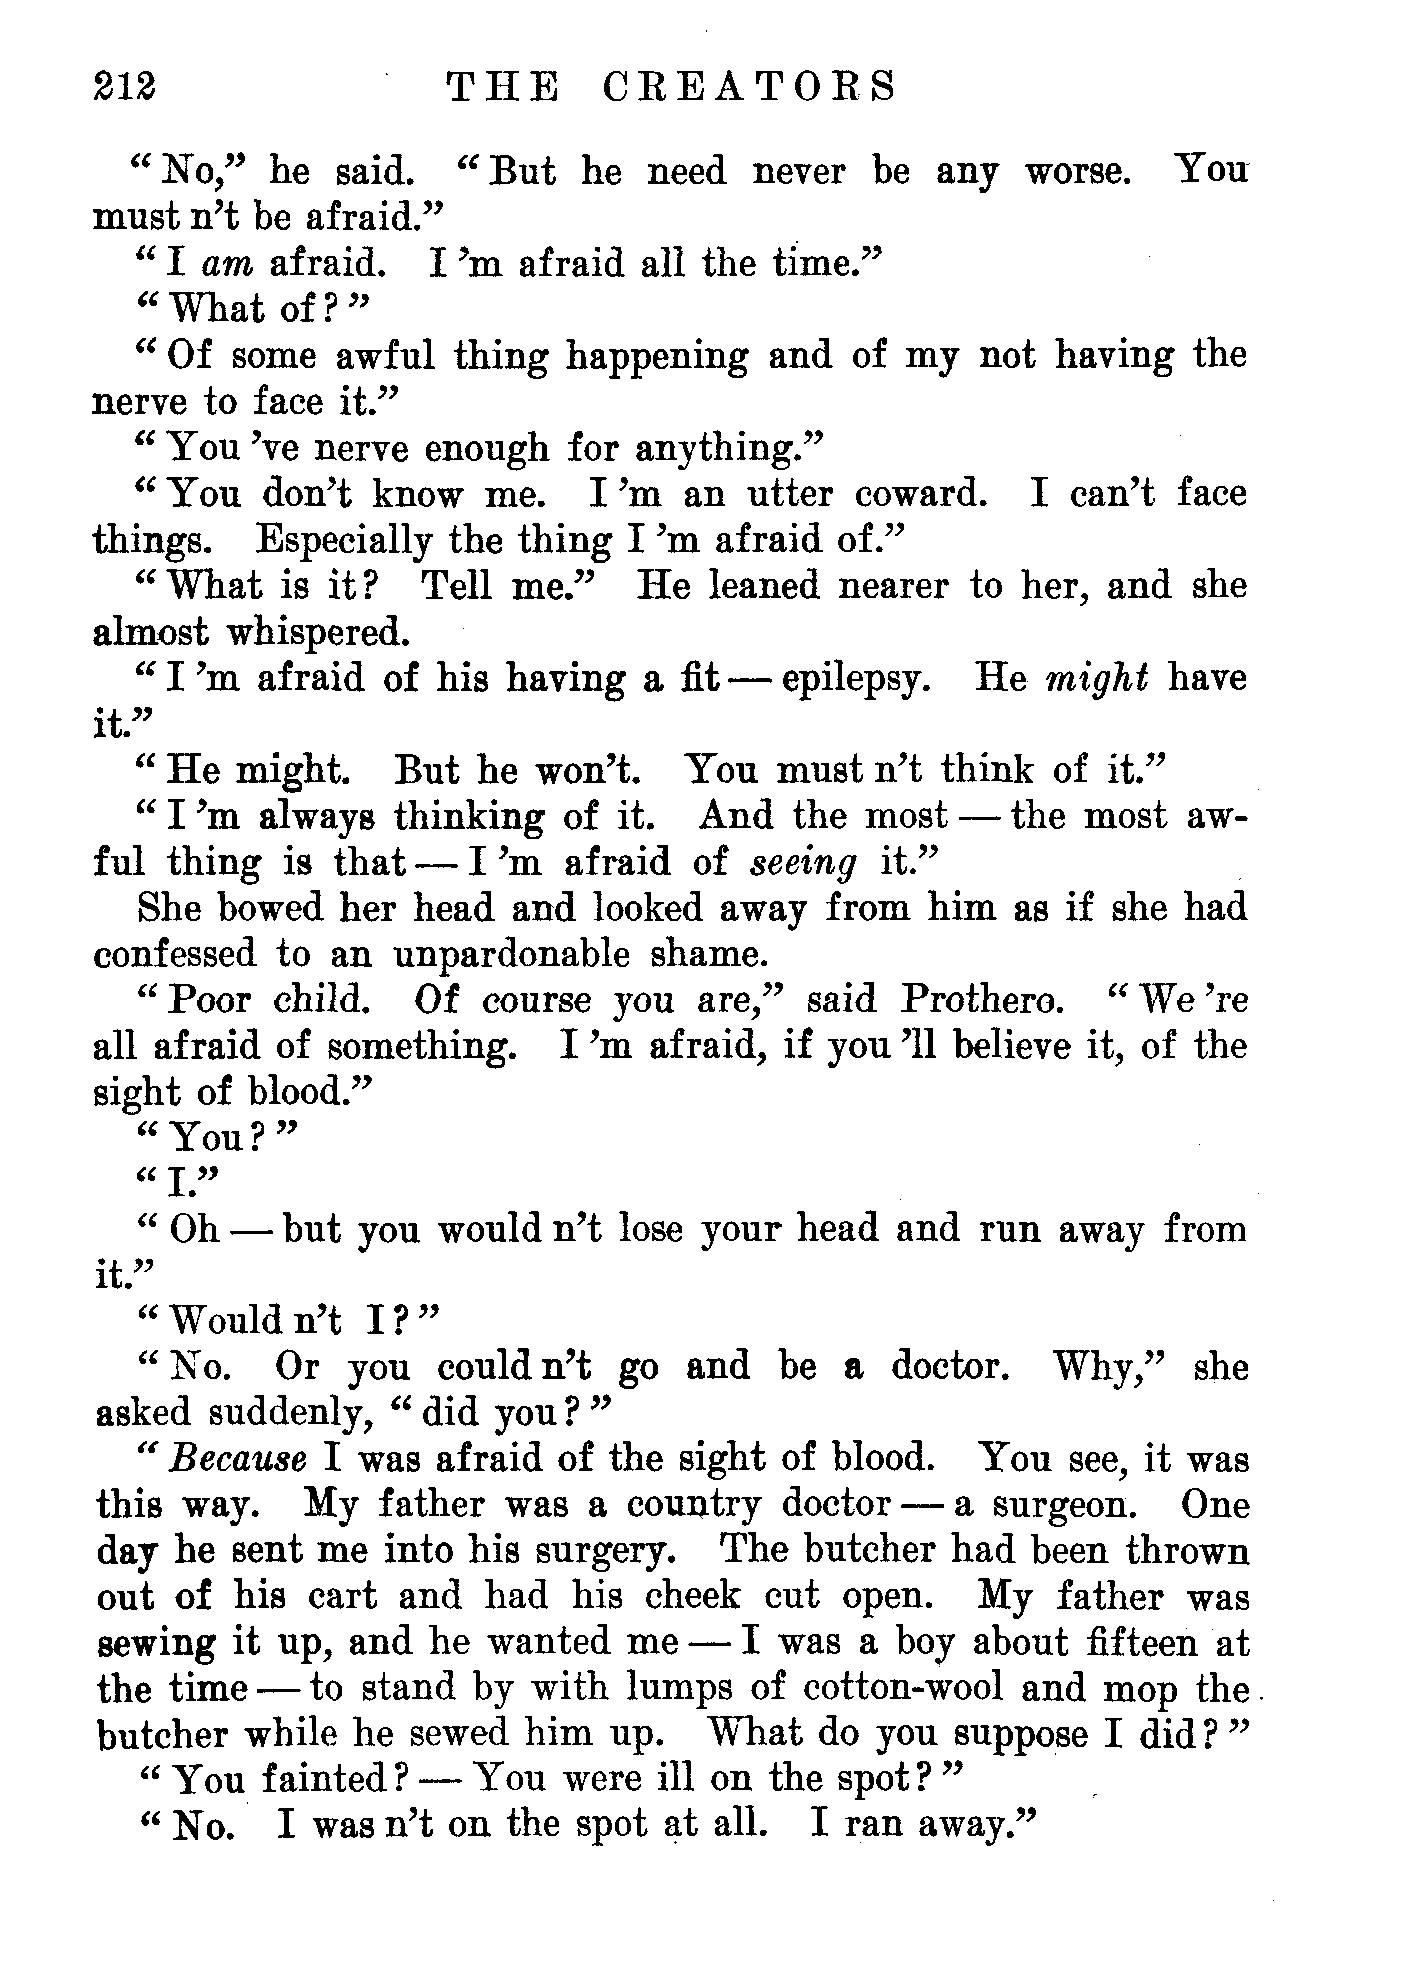 212 THE CREATORS
“ No,” he said. “ But he need never be any worse. You
must n’t be afraid.”
“ I am afraid. I ’m afraid all the time.”
“ What of? ”
“ Of some awful thing happening and of my not having the
nerve to face it.”
“ You ’ve nerve enough for anything.”
“ You don’t know me. I ’m an utter coward. I can’t face
things. Especially the thing I ’m afraid of.”
“ What is it? Tell me.” He leaned nearer to her, and she
almost whispered.
“ I ’m afraid of his having a fit — epilepsy. He might have
it.”
“ He might. But he won’t. You must n’t think of it.”
“ I ’m always thinking of it. And the most — the most aw-
ful thing is that — I ’m afraid of seeing it.”
She bowed her head and looked away from him as if she had
confessed to an unpardonable shame.
“ Poor child. Of course you are,” said Prothero. “ We ’re
all afraid of something. I ’m afraid, if you ’ll believe it, of the
sight of blood.”
“ You? ”
“ I.”
“ Oh — but you would n’t lose your head and run away from
it.”
“ Would n’t I? ”
“ No. Or you could n’t go and be a doctor. Why,” she
asked suddenly, “ did you? ”
“ Because I was afraid of the sight of blood. You see, it was
this way. My father was a country doctor — a surgeon. One
day he sent me into his surgery. The butcher had been thrown
out of his cart and had his cheek cut open. My father was
sewing it up, and he wanted me — I was a boy about fifteen at
the time — to stand by with lumps of cotton-wool and mop the
butcher while he sewed him up. What do you suppose I did? ”
“ You fainted? — You were ill on the spot? ”
“ No. I was n’t on the spot at all. I ran away.”